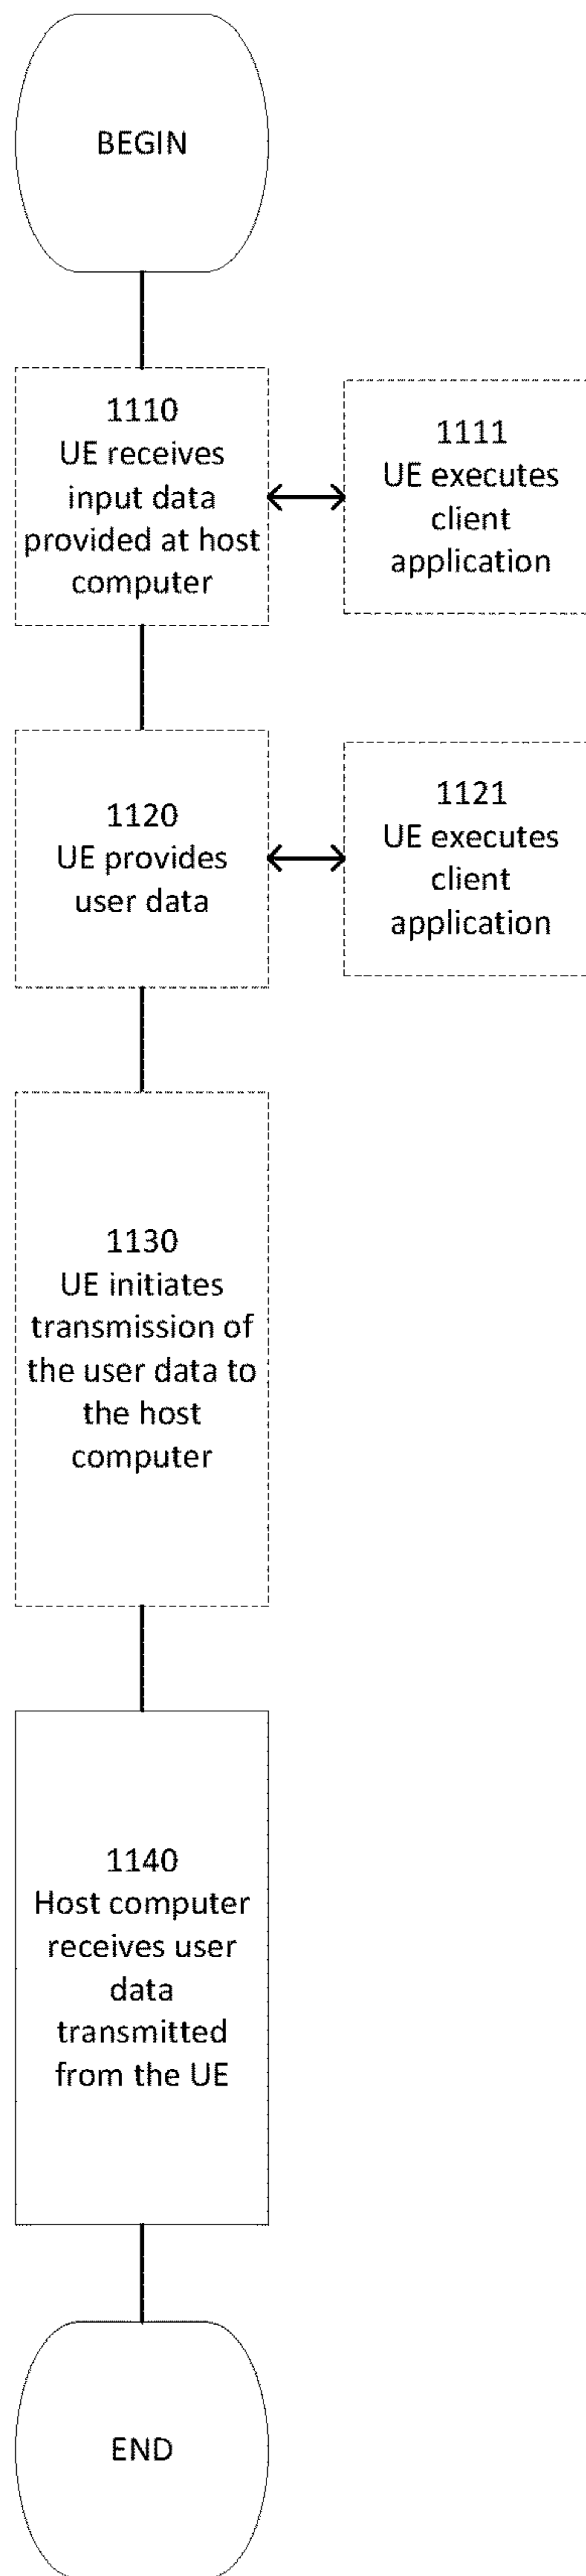 BEGIN
1110
UE receives
input data
provided at host
computer
1111
UE executes
client
application
1120
UE provides
user data
1121
UE executes
client
application
1130
UE initiates
transmission of
the user data to
the host
computer
1140
Host computer
receives user
data
transmitted
from the UE
END